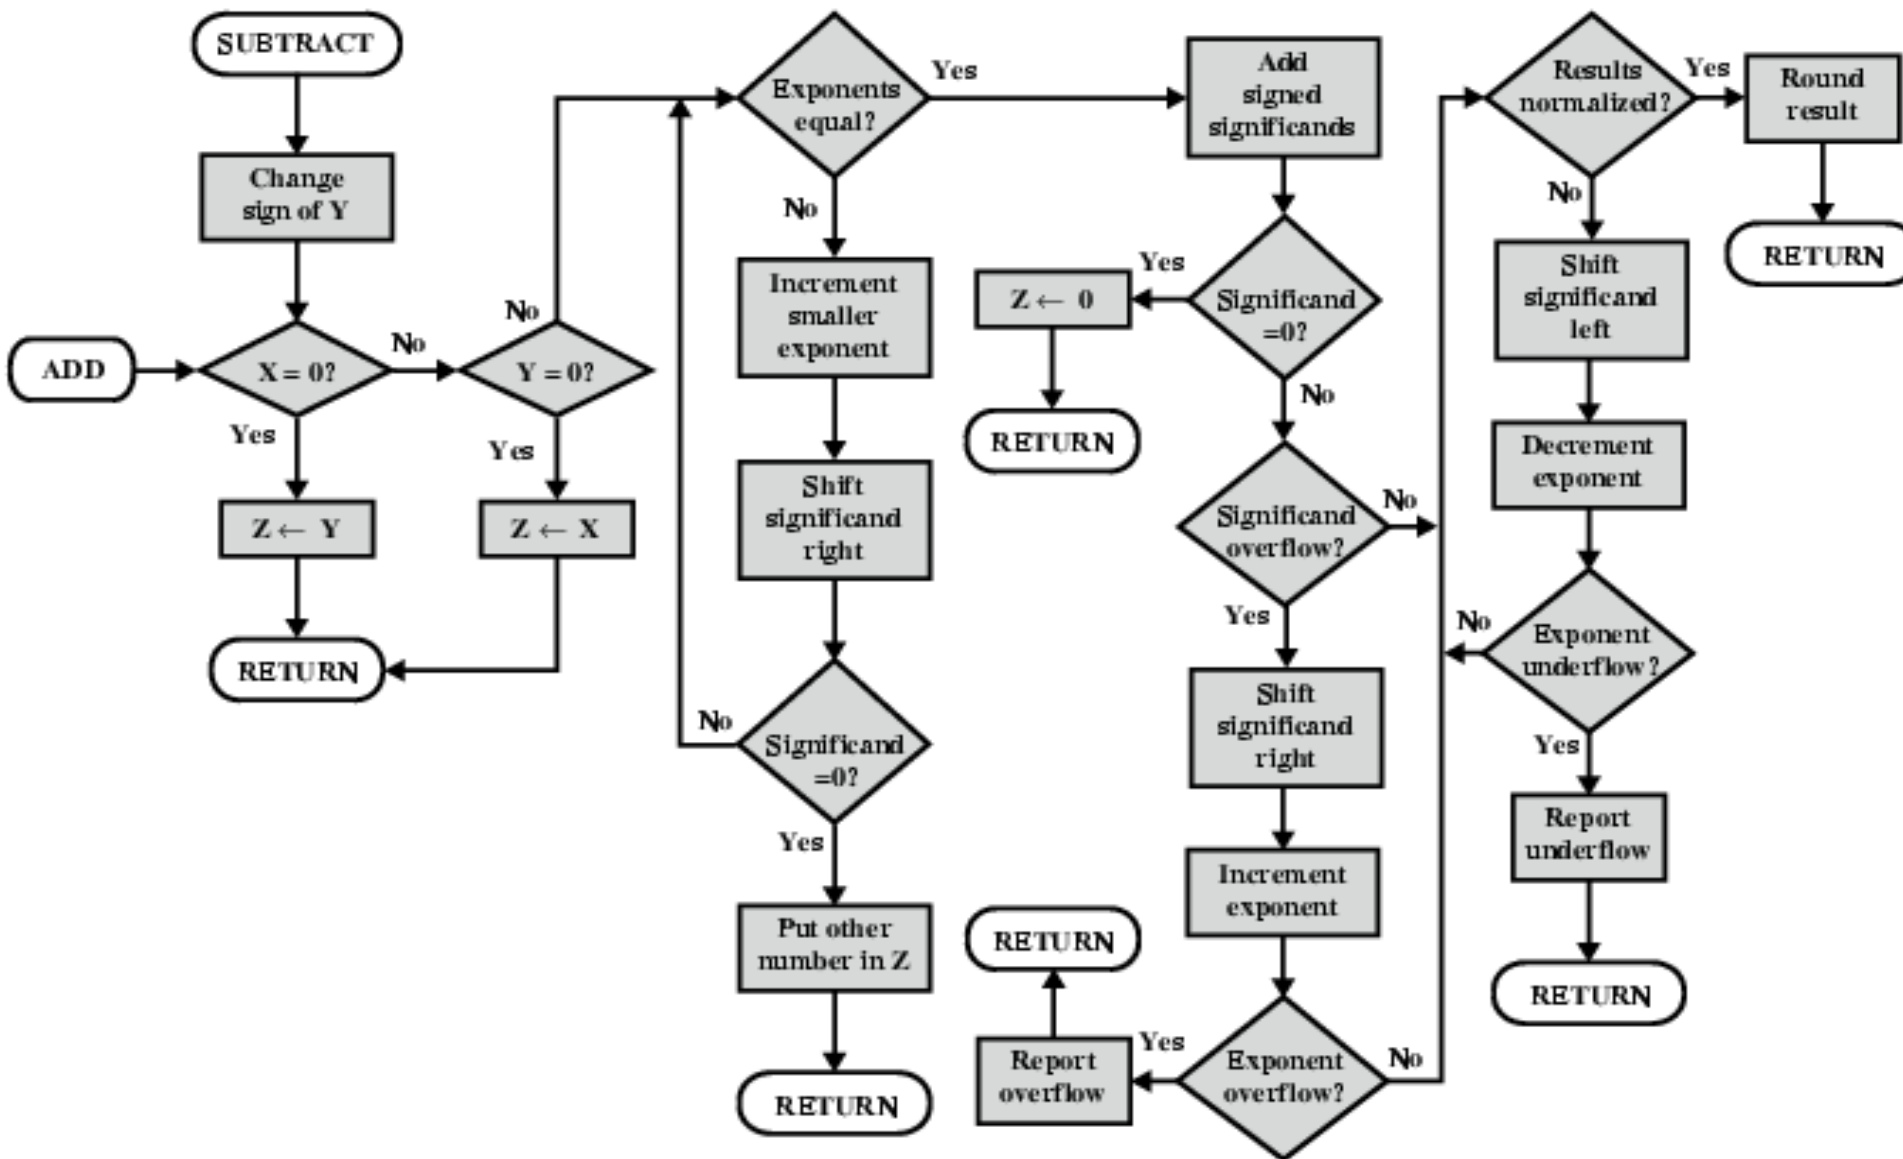 SUBTRACT
Change
sign of Y
ADD
X = 0?
No
Yes
Z ← Y
RETURN
Y = 0?
No
Yes
Z ← X
Exponents
equal?
Yes
No
Increment
smaller
exponent
Shift
significand
right
Significand
=0?
No
Yes
Put other
number in Z
RETURN
Add
signed
significands
Significand
=0?
Yes
Z ← 0
RETURN
No
Significand
overflow?
No
Yes
Shift
significand
right
Increment
exponent
Exponent
overflow?
Yes
Report
overflow
RETURN
No
Results
normalized?
Yes
Round
result
RETURN
No
Shift
significand
left
Decrement
exponent
Exponent
underflow?
No
Yes
Report
underflow
RETURN